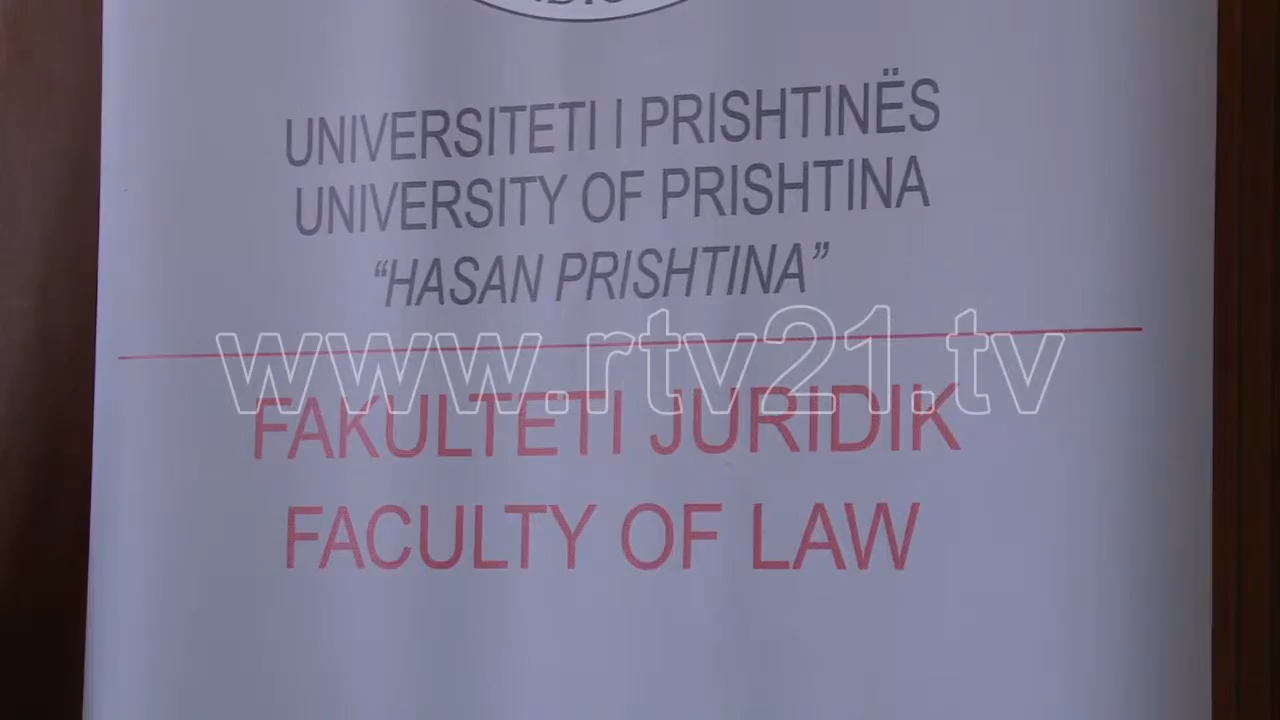 UNIVERSITETI I PRISHTINËS
UNIVERSITY OF PRISHTINA
“HASAN PRISHTINA”
www.rtv21.tv
FAKULTETI JURIDIK
FACULTY OF LAW